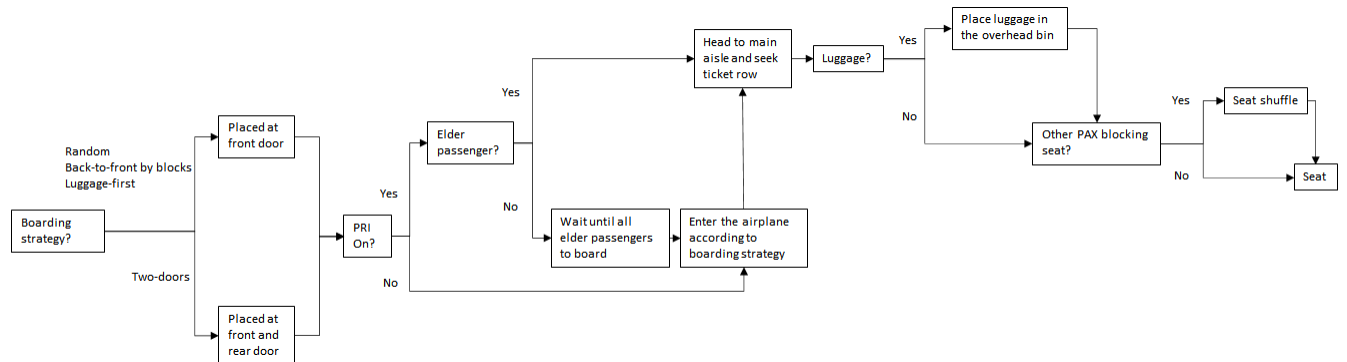 Boarding
strategy?
Random
Back-to-front by blocks
Luggage-first
Two-doors
Placed at
front door
Placed at
front and
rear door
PRI
On?
Yes
No
Elder
passenger?
Yes
No
Wait until all
elder passengers
to board
Enter the airplane
according to
boarding strategy
Head to main
aisle and seek
ticket row
Luggage?
Yes
No
Place luggage in
the overhead bin
Other PAX blocking
seat?
Yes
No
Seat shuffle
Seat